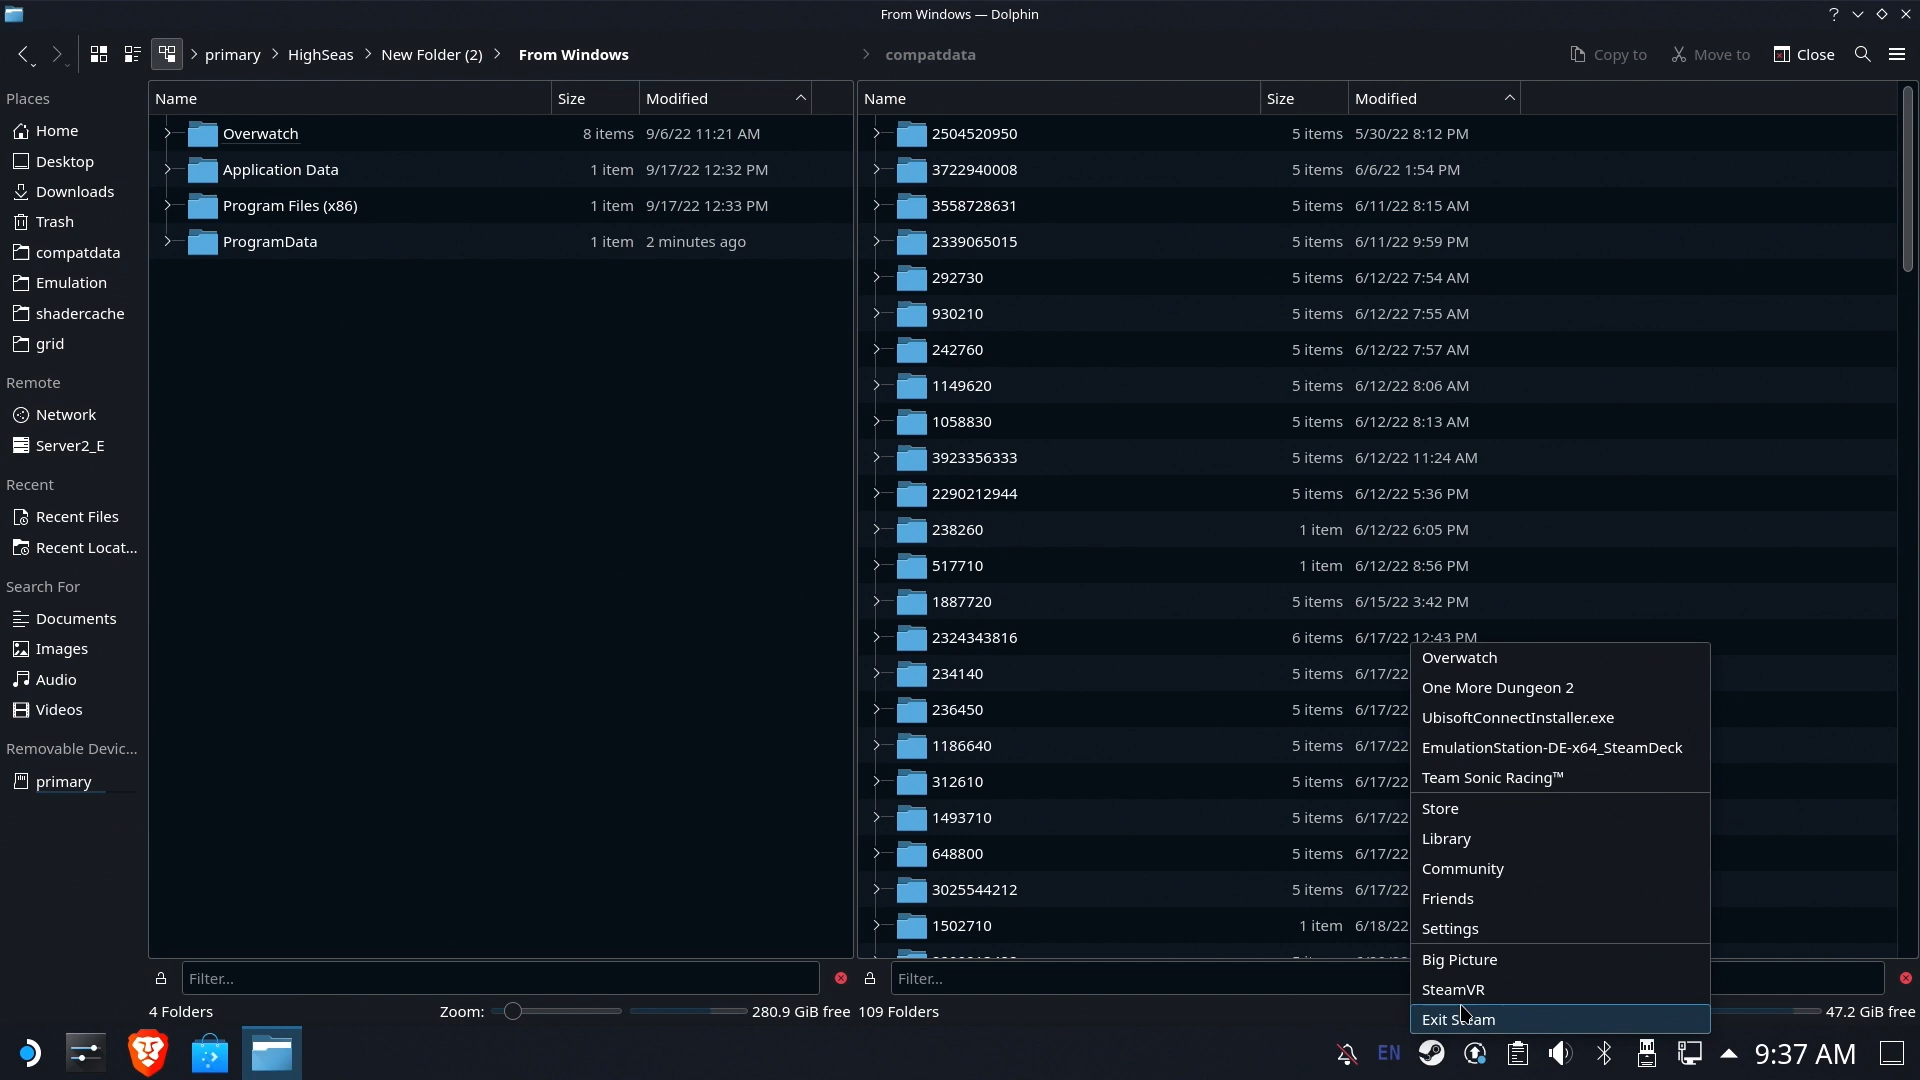 From Windows — Dolphin
primary HighSeas New Folder (2) From Windows compatdata Copy to Move to Close
Places
Home
Desktop
Downloads
Trash
compatdata
Emulation
shadercache
grid
Remote
Network
Server2_E
Recent
Recent Files
Recent Locat...
Search For
Documents
Images
Audio
Videos
Removable Devic...
primary
Name Size Modified
Overwatch 8 items 9/6/22 11:21 AM
Application Data 1 item 9/17/22 12:32 PM
Program Files (x86) 1 item 9/17/22 12:33 PM
ProgramData 1 item 2 minutes ago
Filter...
4 Folders Zoom: 280.9 GiB free
Name Size Modified
2504520950 5 items 5/30/22 8:12 PM
3722940008 5 items 6/6/22 1:54 PM
3558728631 5 items 6/11/22 8:15 AM
2339065015 5 items 6/11/22 9:59 PM
292730 5 items 6/12/22 7:54 AM
930210 5 items 6/12/22 7:55 AM
242760 5 items 6/12/22 7:57 AM
1149620 5 items 6/12/22 8:06 AM
1058830 5 items 6/12/22 8:13 AM
3923356333 5 items 6/12/22 11:24 AM
2290212944 5 items 6/12/22 5:36 PM
238260 1 item 6/12/22 6:05 PM
517710 1 item 6/12/22 8:56 PM
1887720 5 items 6/15/22 3:42 PM
2324343816 6 items 6/17/22 12:43 PM
234140 5 items 6/17/22
236450 5 items 6/17/22
1186640 5 items 6/17/22
312610 5 items 6/17/22
1493710 5 items 6/17/22
648800 5 items 6/17/22
3025544212 5 items 6/17/22
1502710 1 item 6/18/22
Filter...
109 Folders 47.2 GiB free
Overwatch
One More Dungeon 2
UbisoftConnectInstaller.exe
EmulationStation-DE-x64_SteamDeck
Team Sonic Racing™
Store
Library
Community
Friends
Settings
Big Picture
SteamVR
Exit Steam
EN 9:37 AM